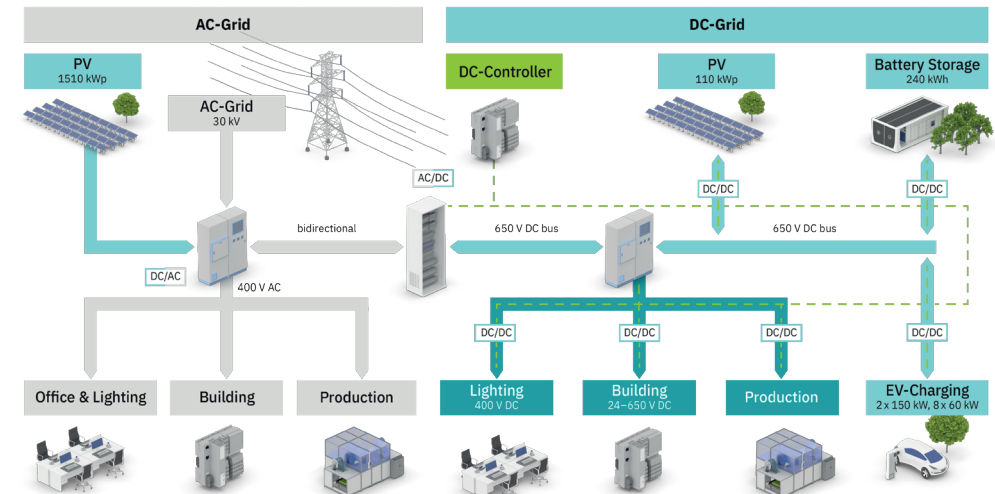 AC-Grid
DC-Grid
PV
1510 kWp
DC-Controller
PV
110 kWp
Battery Storage
240 kWh
AC-Grid
30 kV
AC/DC
DC/DC
DC/DC
bidirectional
650 V DC bus
650 V DC bus
DC/AC
400 V AC
DC/DC
DC/DC
DC/DC
DC/DC
Office & Lighting
Building
Production
Lighting
400 V DC
Building
24–650 V DC
Production
EV-Charging
2 x 150 kW, 8 x 60 kW